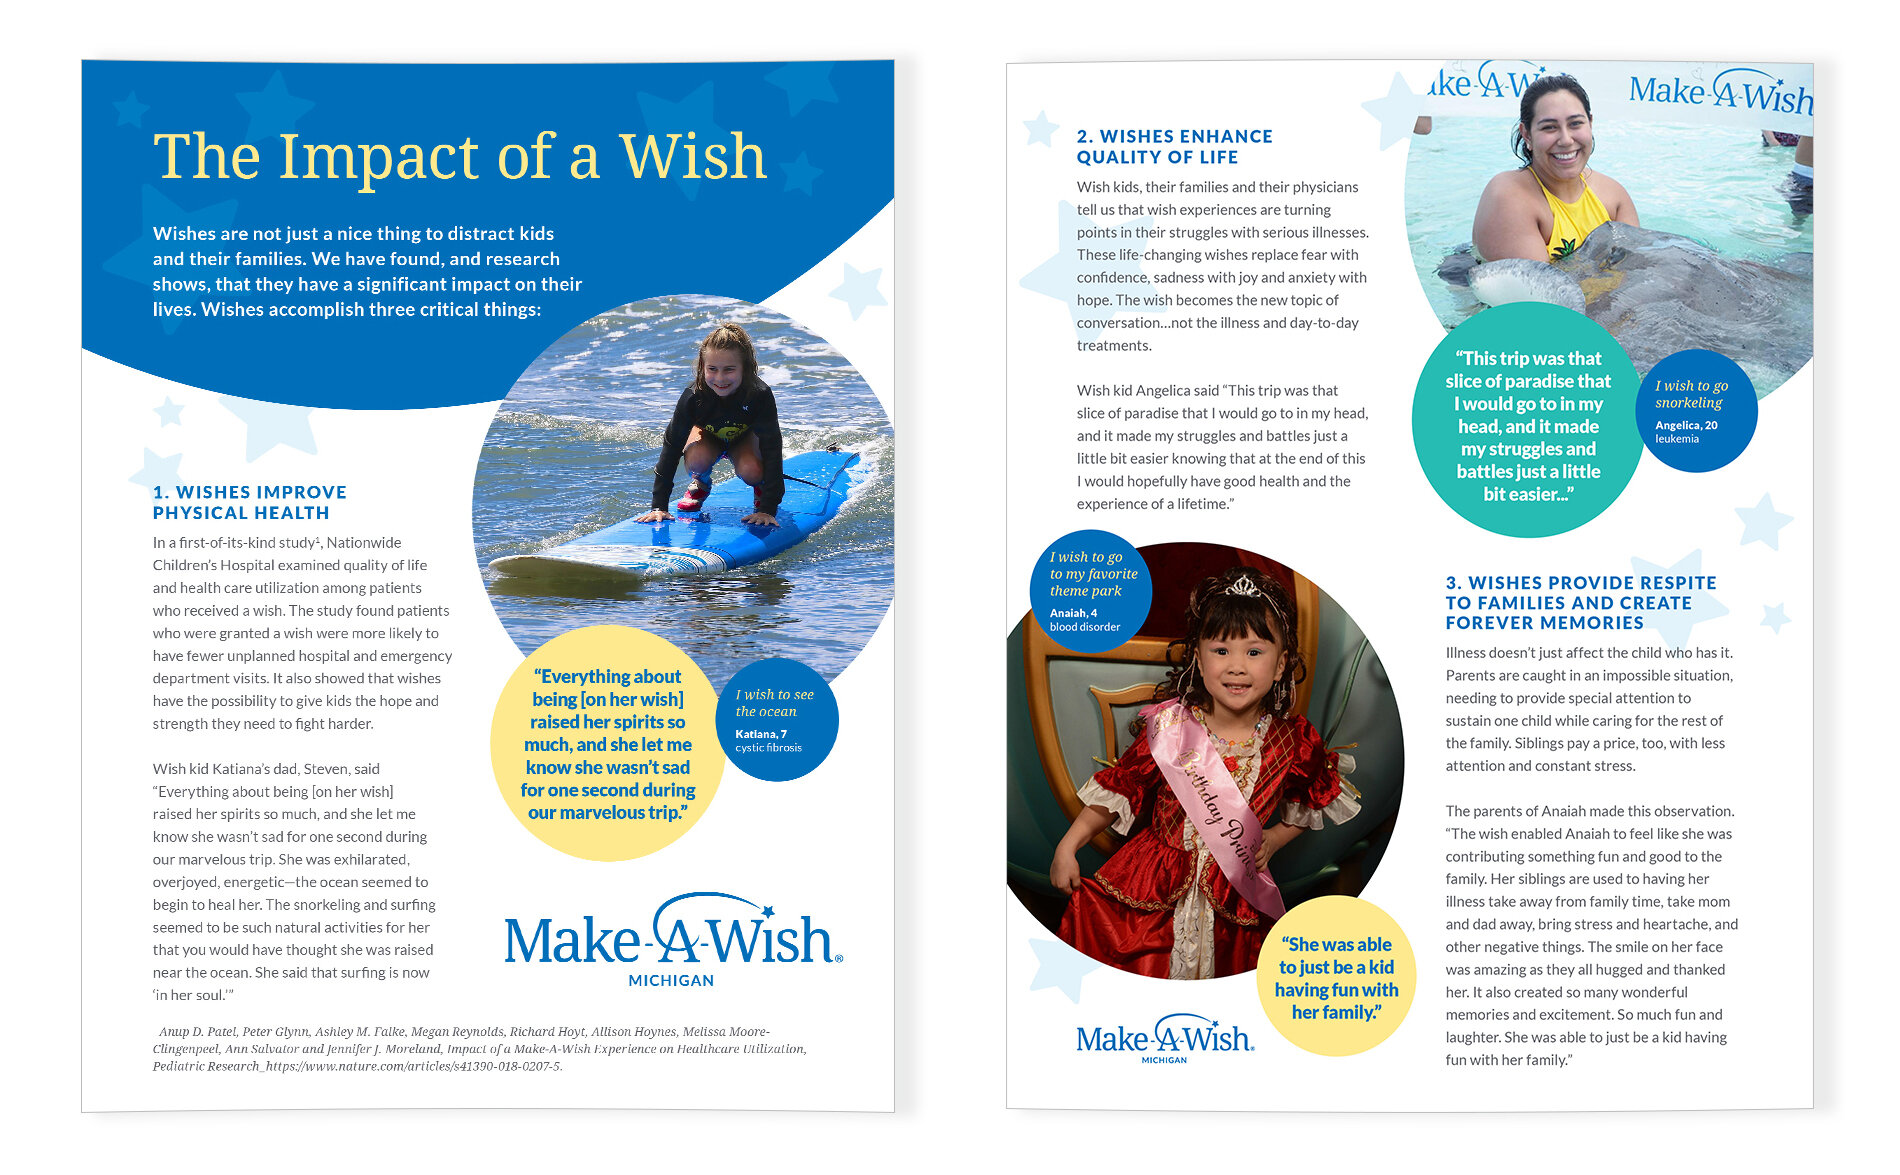 The Impact of a Wish
Wishes are not just a nice thing to distract kids
and their families. We have found, and research
shows, that they have a significant impact on their
lives. Wishes accomplish three critical things:
1. WISHES IMPROVE
PHYSICAL HEALTH
In a first-of-its-kind study¹, Nationwide
Children's Hospital examined quality of life
and health care utilization among patients
who received a wish. The study found patients
who were granted a wish were more likely to
have fewer unplanned hospital and emergency
department visits. It also showed that wishes
have the possibility to give kids the hope and
strength they need to fight harder.
Wish kid Katiana's dad, Steven, said
“Everything about being [on her wish]
raised her spirits so much, and she let me
know she wasn't sad for one second during
our marvelous trip. She was exhilarated,
overjoyed, energetic—the ocean seemed to
begin to heal her. The snorkeling and surfing
seemed to be such natural activities for her
that you would have thought she was raised
near the ocean. She said that surfing is now
‘in her soul.’”
“Everything about
being [on her wish]
raised her spirits so
much, and she let me
know she wasn't sad
for one second during
our marvelous trip.”
I wish to see
the ocean
Katiana, 7
cystic fibrosis
Make-A-Wish®
MICHIGAN
Anup D. Patel, Peter Glynn, Ashley M. Falke, Megan Reynolds, Richard Hoyt, Allison Hoynes, Melissa Moore-
Clingenpeel, Ann Salvator and Jennifer J. Moreland, Impact of a Make-A-Wish Experience on Healthcare Utilization,
Pediatric Research_https://www.nature.com/articles/s41390-018-0207-5.
ake-A-Wi
Make-A-Wish
2. WISHES ENHANCE
QUALITY OF LIFE
Wish kids, their families and their physicians
tell us that wish experiences are turning
points in their struggles with serious illnesses.
These life-changing wishes replace fear with
confidence, sadness with joy and anxiety with
hope. The wish becomes the new topic of
conversation...not the illness and day-to-day
treatments.
Wish kid Angelica said “This trip was that
slice of paradise that I would go to in my head,
and it made my struggles and battles just a
little bit easier knowing that at the end of this
I would hopefully have good health and the
experience of a lifetime.”
“This trip was that
slice of paradise that
I would go to in my
head, and it made
my struggles and
battles just a little
bit easier...”
I wish to go
snorkeling
Angelica, 20
leukemia
I wish to go
to my favorite
theme park
Anaiah, 4
blood disorder
Birthday Princess
“She was able
to just be a kid
having fun with
her family.”
Make-A-Wish®
MICHIGAN
3. WISHES PROVIDE RESPITE
TO FAMILIES AND CREATE
FOREVER MEMORIES
Illness doesn't just affect the child who has it.
Parents are caught in an impossible situation,
needing to provide special attention to
sustain one child while caring for the rest of
the family. Siblings pay a price, too, with less
attention and constant stress.
The parents of Anaiah made this observation.
“The wish enabled Anaiah to feel like she was
contributing something fun and good to the
family. Her siblings are used to having her
illness take away from family time, take mom
and dad away, bring stress and heartache, and
other negative things. The smile on her face
was amazing as they all hugged and thanked
her. It also created so many wonderful
memories and excitement. So much fun and
laughter. She was able to just be a kid having
fun with her family.”